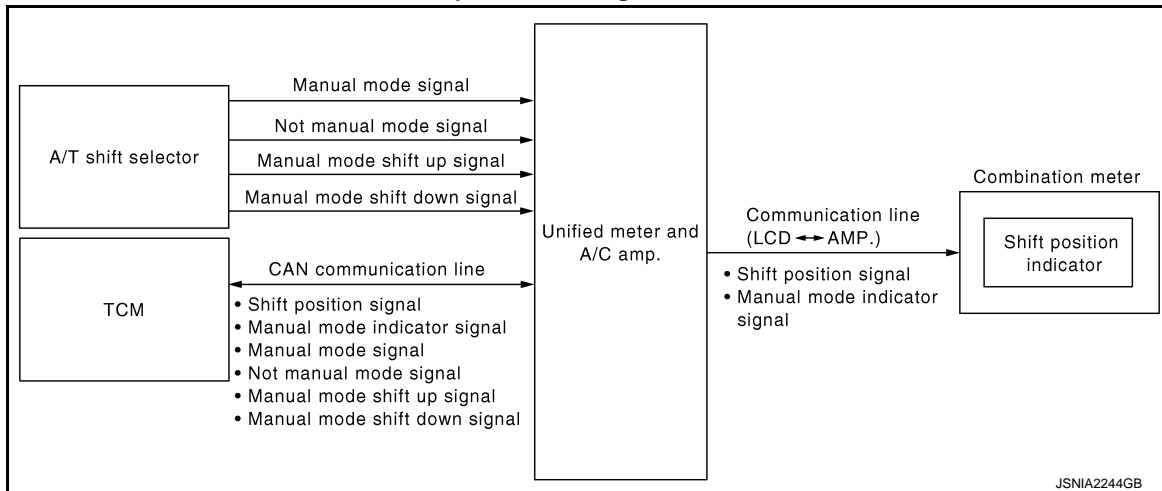 Manual mode signal
Not manual mode signal
A/T shift selector
Manual mode shift up signal
Manual mode shift down signal
TCM
CAN communication line
• Shift position signal
• Manual mode indicator signal
• Manual mode signal
• Not manual mode signal
• Manual mode shift up signal
• Manual mode shift down signal
Unified meter and
A/C amp.
Communication line
(LCD ↔ AMP.)
• Shift position signal
• Manual mode indicator
signal
Combination meter
Shift position
indicator
JSNIA2244GB